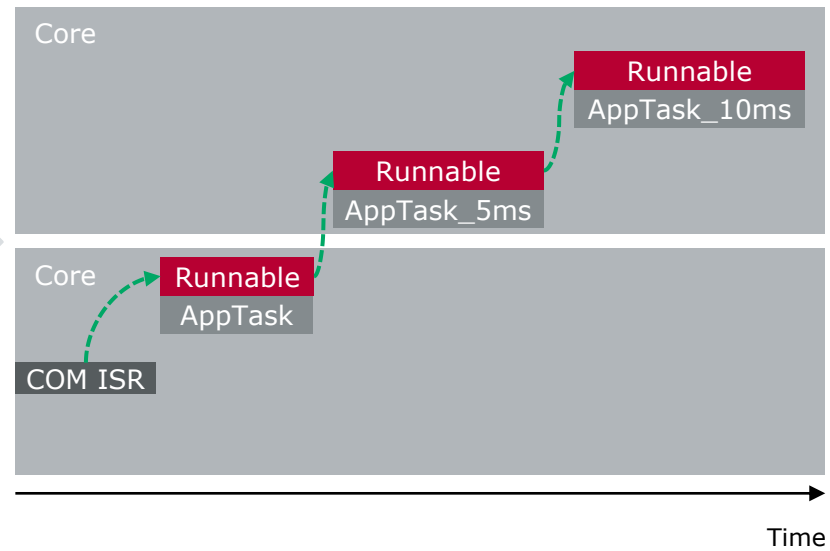 Core
Runnable
AppTask_10ms
Runnable
AppTask_5ms
Core
Runnable
AppTask
COM ISR
Time